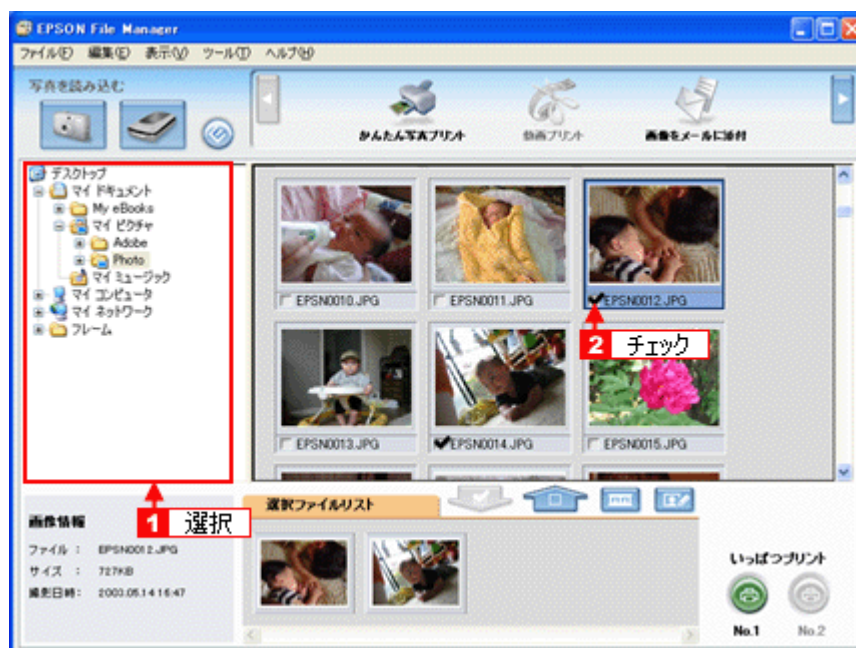 EPSON File Manager
ファイル(F) 編集(E) 表示(V) ツール(T) ヘルプ(H)
写真を読み込む
かんたん写真プリント
動画プリント
画像をメールに添付
デスクトップ
マイ ドキュメント
My eBooks
マイ ピクチャ
Adobe
Photo
マイ ミュージック
マイ コンピュータ
マイ ネットワーク
フレーム
EPSN0010.JPG
EPSN0011.JPG
EPSN0012.JPG
2 チェック
EPSN0013.JPG
EPSN0014.JPG
EPSN0015.JPG
1 選択
画像情報
ファイル : EPSN0012.JPG
サイズ : 727KB
撮影日時: 2003.05.14 16:47
選択ファイルリスト
いっぱつプリント
No.1
No.2